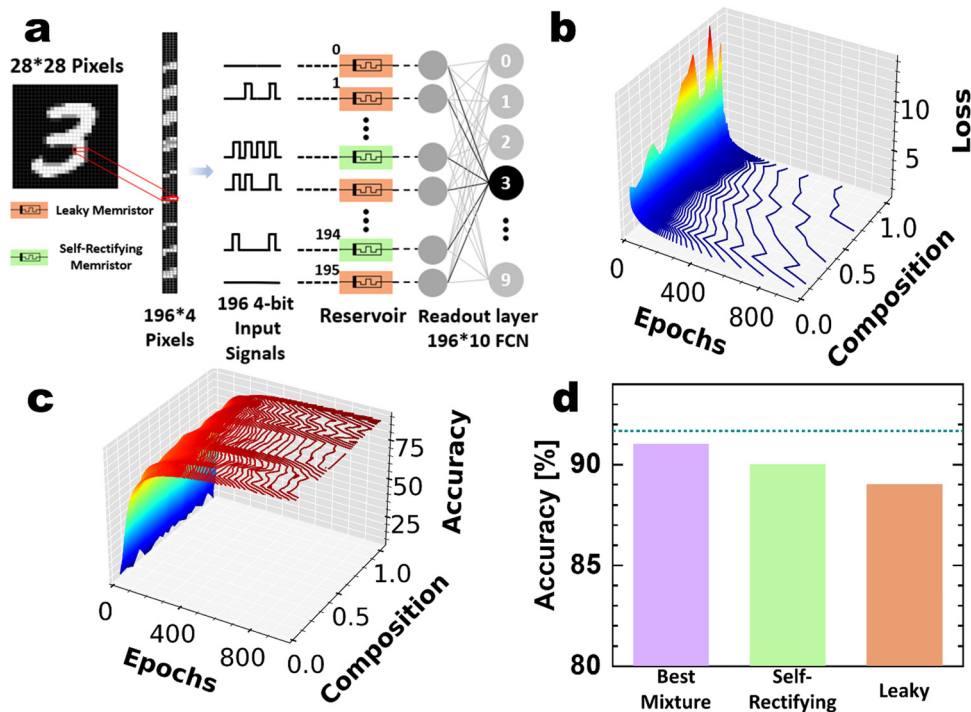 a
28*28 Pixels
Leaky Memristor
Self-Rectifying
Memristor
196*4
Pixels
196 4-bit
Input
Signals
0
1
194
195
Reservoir
Readout layer
196*10 FCN
0
1
2
3
9
b
Loss
10
5
0
400
800
Epochs
0.0
0.5
1.0
Composition
c
Accuracy
75
50
25
0
400
800
Epochs
0.0
0.5
1.0
Composition
d
Accuracy [%]
90
85
80
Best
Mixture
Self-
Rectifying
Leaky